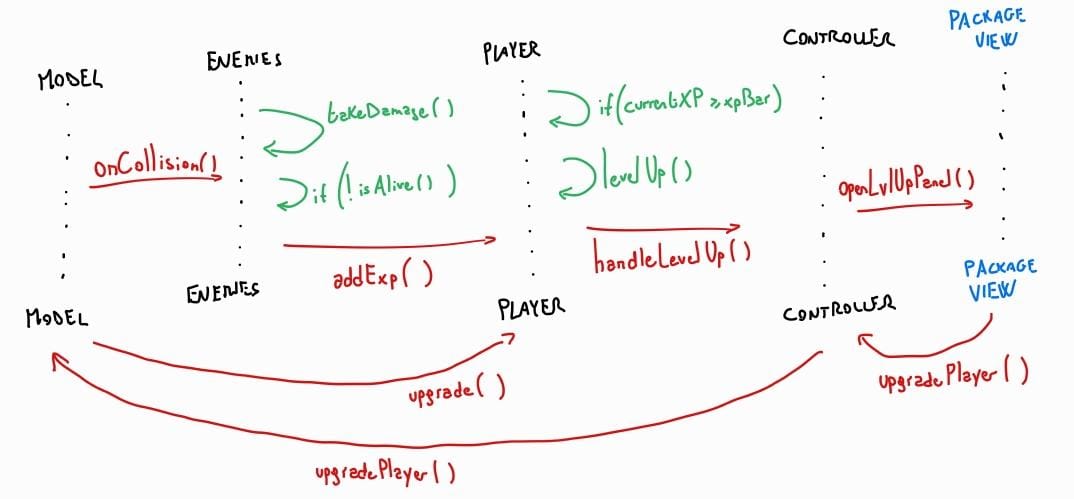 MODEL
ENEMIES
PLAYER
CONTROLLER
PACKAGE
VIEW
onCollision()
takeDamage()
if (!isAlive())
addExp()
if (currentXP ≥ xpBar)
levelUp()
handleLevelUp()
openLvlUpPanel()
MODEL
ENEMIES
PLAYER
CONTROLLER
PACKAGE
VIEW
upgradePlayer()
upgradePlayer()
upgrade()